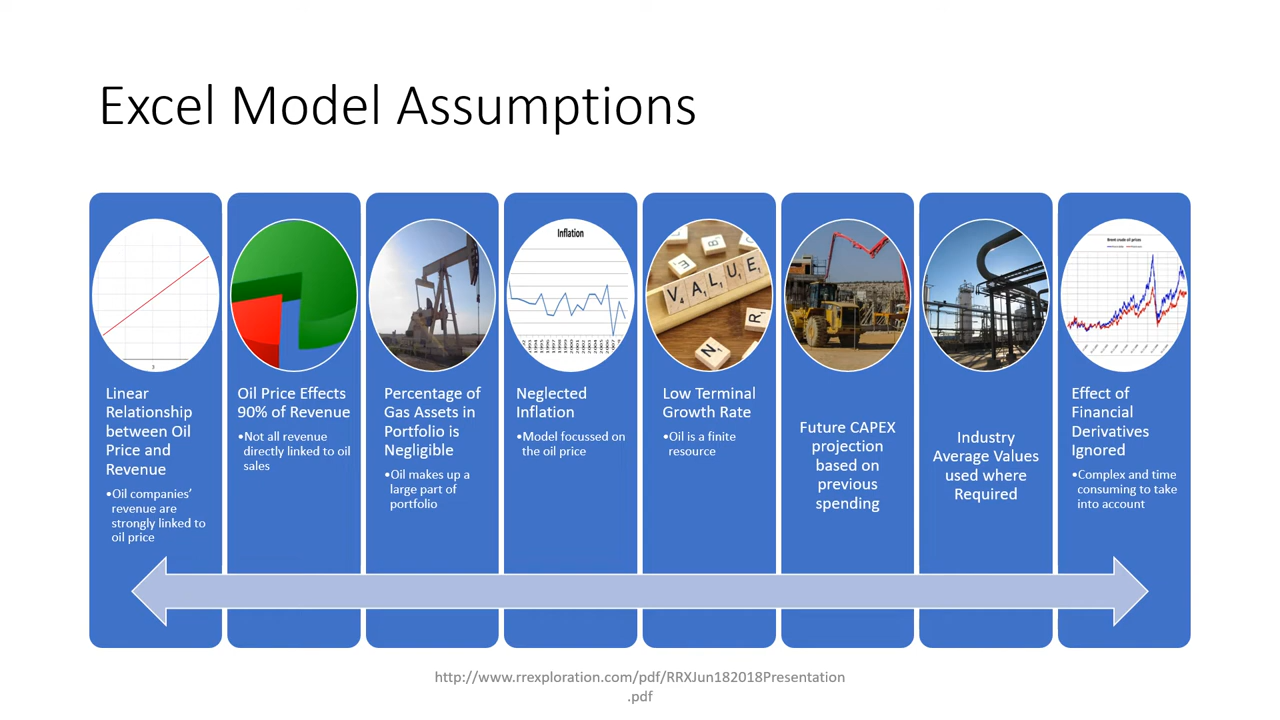 Excel Model Assumptions
Linear
Relationship
between Oil
Price and
Revenue
•Oil companies’
revenue are
strongly linked to
oil price
Oil Price Effects
90% of Revenue
•Not all revenue
directly linked to oil
sales
Percentage of
Gas Assets in
Portfolio is
Negligible
•Oil makes up a
large part of
portfolio
Inflation
Neglected
Inflation
•Model focussed on
the oil price
VALUE
Low Terminal
Growth Rate
•Oil is a finite
resource
Future CAPEX
projection
based on
previous
spending
Industry
Average Values
used where
Required
Brent crude oil prices
Effect of
Financial
Derivatives
Ignored
•Complex and time
consuming to take
into account
http://www.rrexploration.com/pdf/RRXJun182018Presentation
.pdf